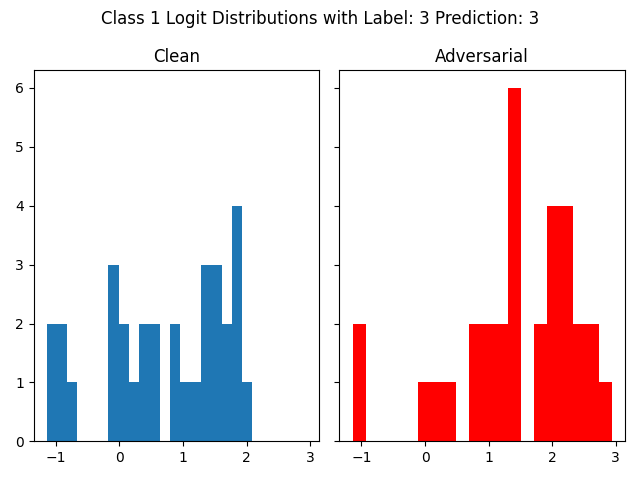 Class 1 Logit Distributions with Label: 3 Prediction: 3
Clean
Adversarial
6
5
4
3
2
1
0
−1 0 1 2 3
−1 0 1 2 3